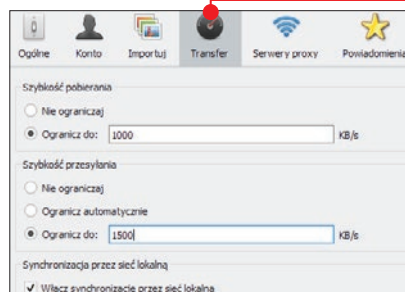 Ogólne Konto Importuj Transfer Serwery proxy Powiadomienia
Szybkość pobierania
Nie ograniczaj
Ogranicz do: 1000 KB/s
Szybkość przesyłania
Nie ograniczaj
Ogranicz automatycznie
Ogranicz do: 1500 KB/s
Synchronizacja przez sieć lokalną
Włącz synchronizację przez sieć lokalną